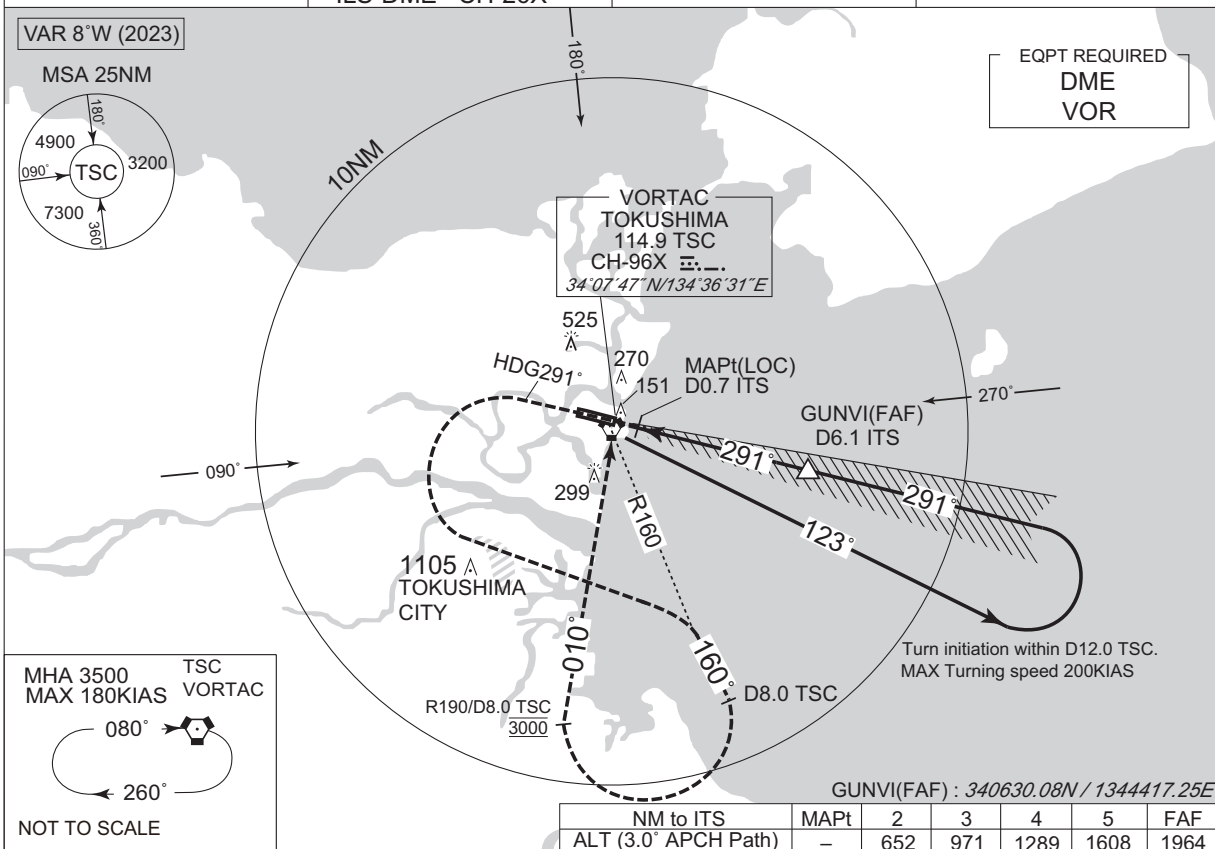 ILS-DME CH-26X
VAR 8°W (2023)
MSA 25NM
180°
4900
TSC
3200
090°
7300
360°
180°
EQPT REQUIRED
DME
VOR
10NM
VORTAC
TOKUSHIMA
114.9 TSC
CH-96X
34°07´47˝N/134°36´31˝E
525
270
151
HDG291°
MAPt(LOC)
D0.7 ITS
270°
GUNVI(FAF)
D6.1 ITS
291°
291°
090°
299
R160
123°
1105
TOKUSHIMA
CITY
010°
160°
Turn initiation within D12.0 TSC.
MAX Turning speed 200KIAS
D8.0 TSC
R190/D8.0 TSC
3000
MHA 3500
MAX 180KIAS
TSC
VORTAC
080°
260°
NOT TO SCALE
GUNVI(FAF) : 340630.08N / 1344417.25E
NM to ITS MAPt 2 3 4 5 FAF
ALT (3.0° APCH Path) – 652 971 1289 1608 1964